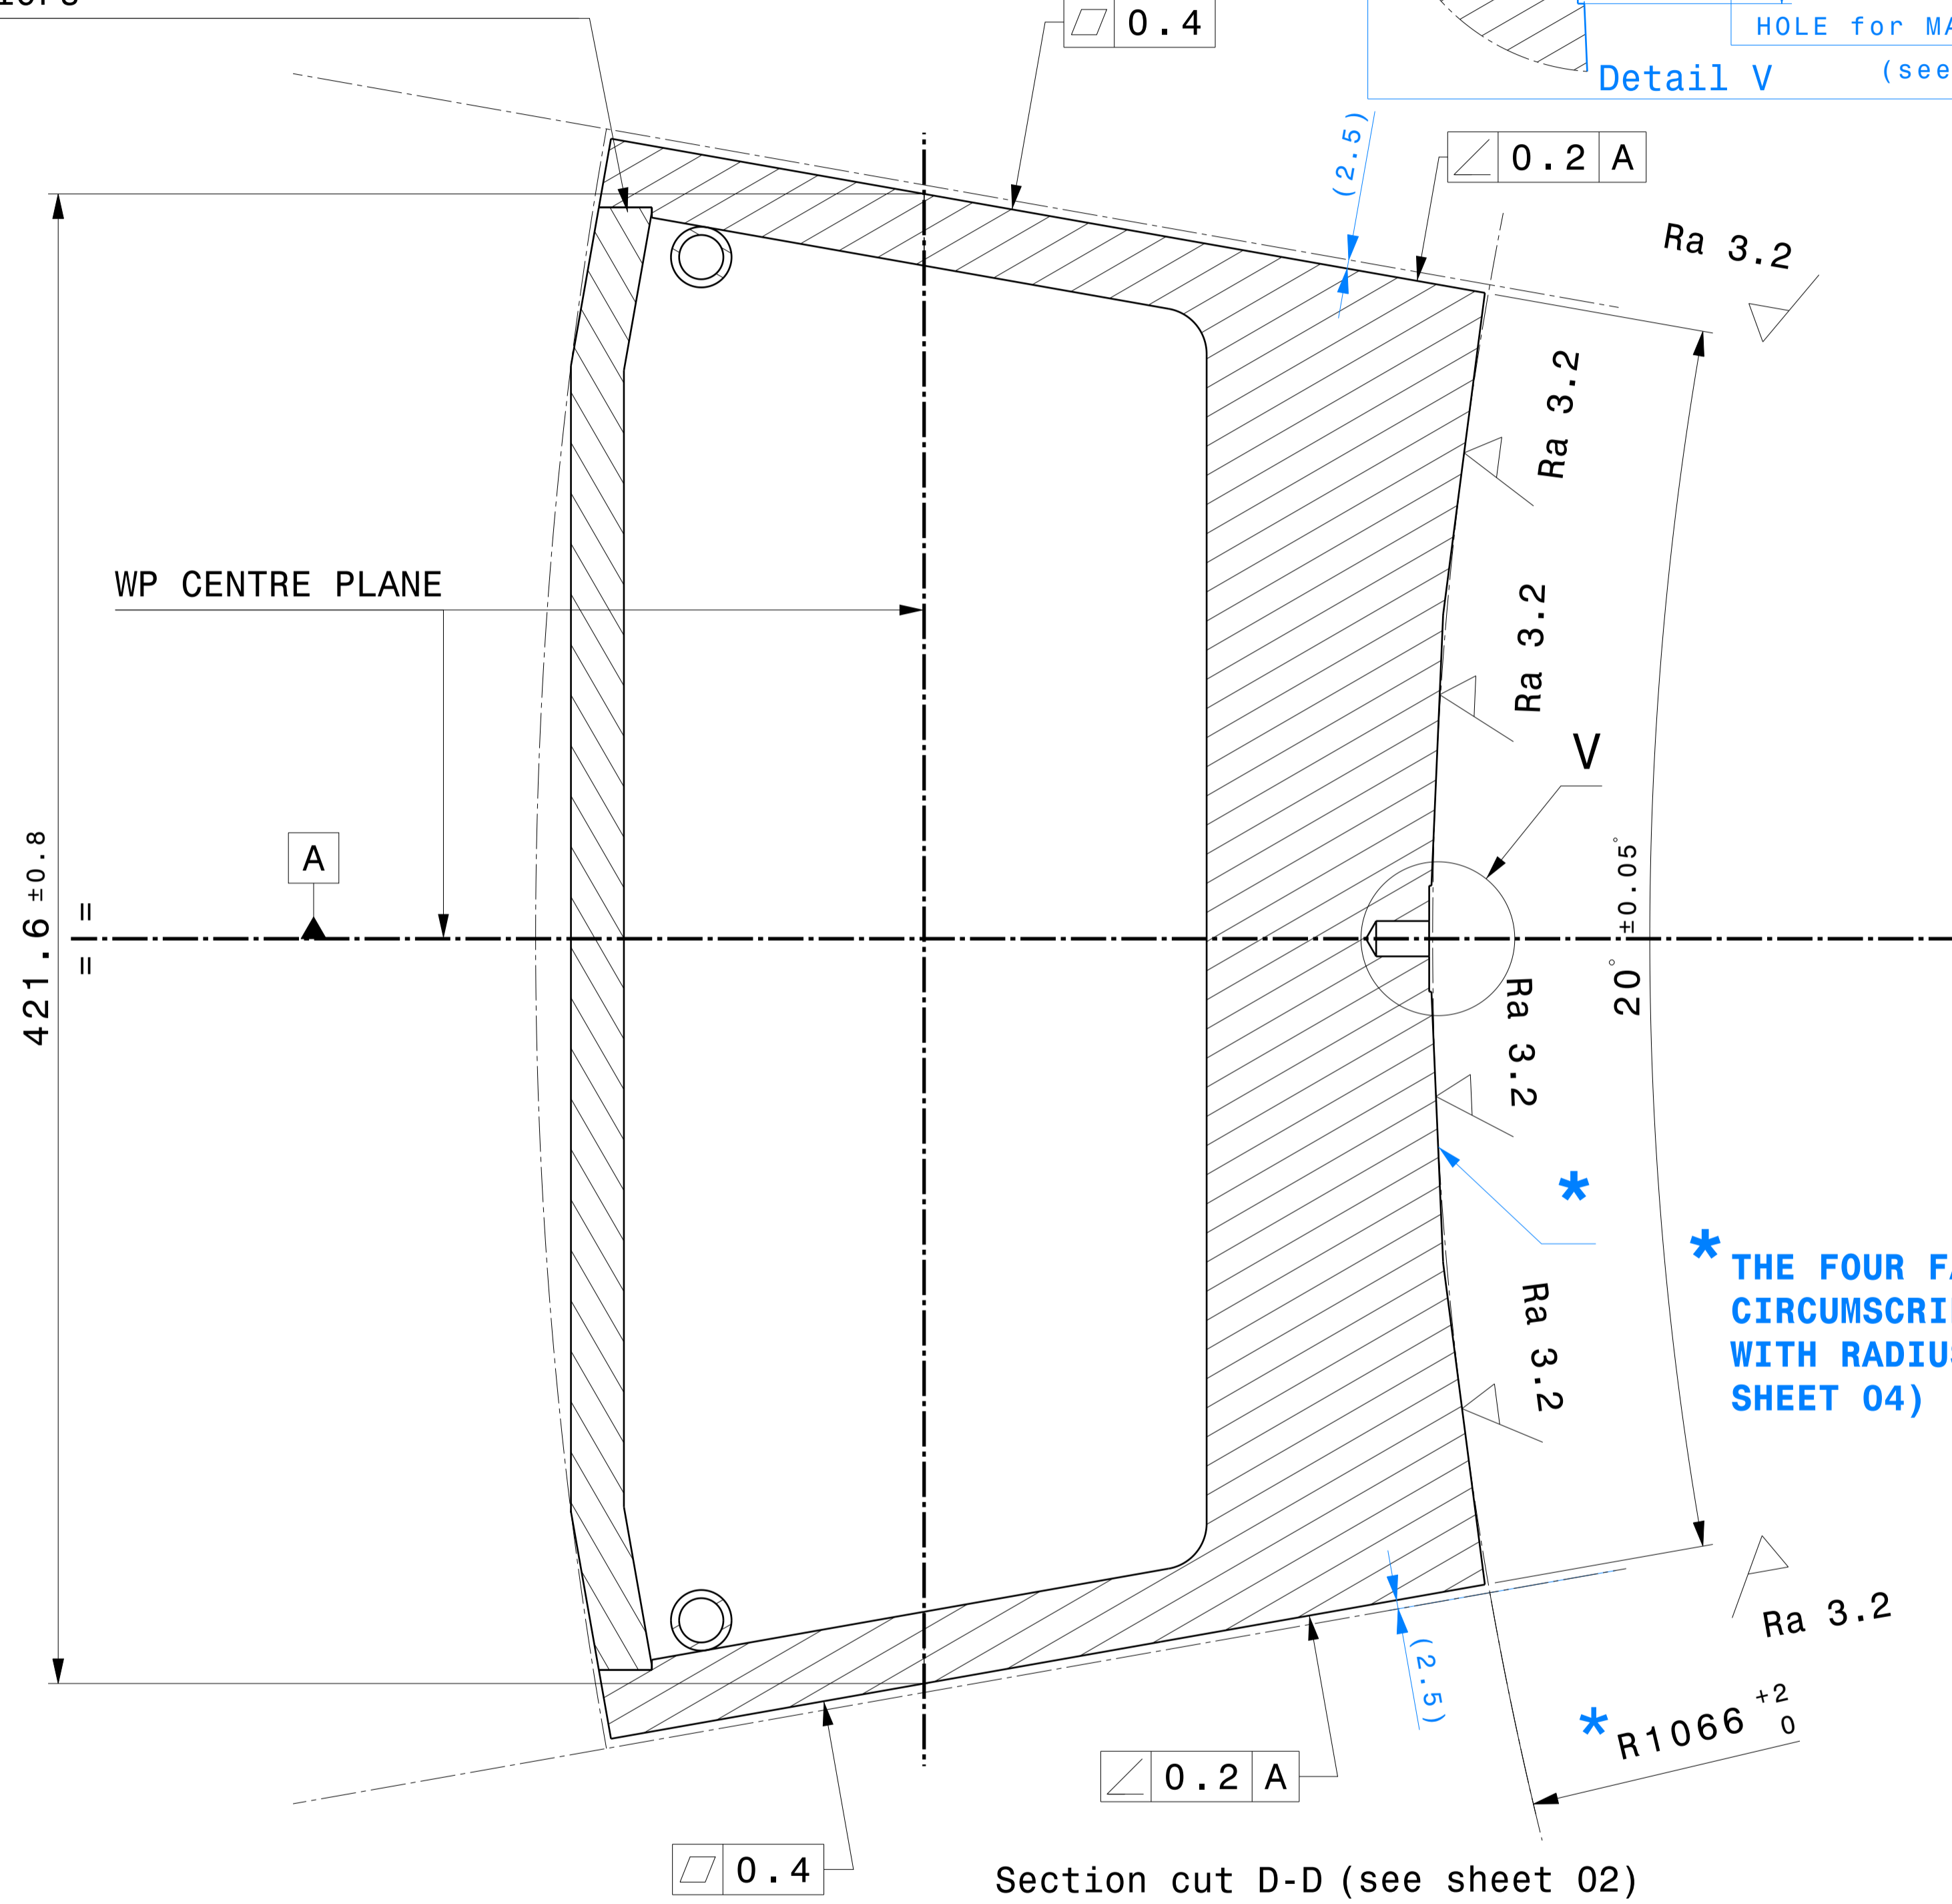 0.4
HOLE for
(see
Detail V
(2.5)
0.2 A
Ra 3.2
Ra 3.2
WP CENTRE PLANE
Ra 3.2
V
A
421.6 ±0.8
=
=
20° ±0.05°
Ra 3.2
*
* THE FOUR
WITH
SHEET 04)
Ra 3.2
Ra 3.2
(2.5)
* R1066 +2 0
0.2 A
0.4
Section cut D-D (see sheet 02)